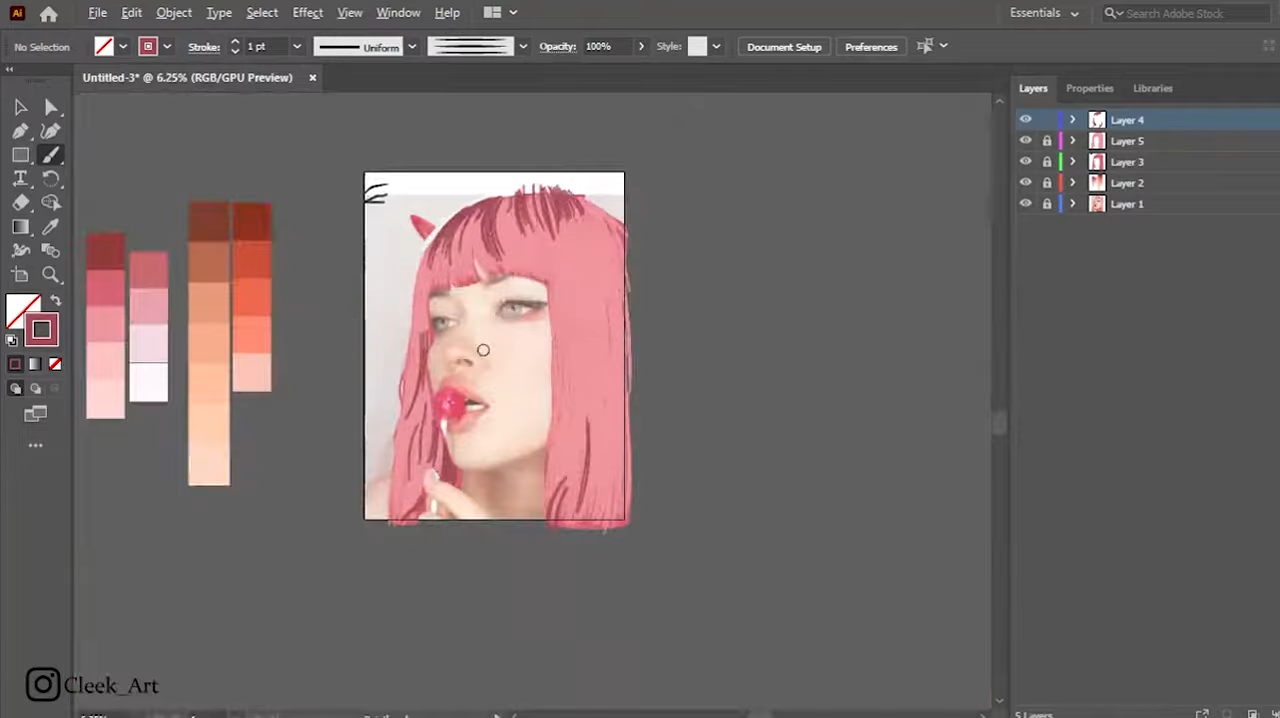 Ai File Edit Object Type Select Effect View Window Help Essentials Search Adobe Stock
No Selection Stroke: 1 pt Uniform Opacity: 100% Style: Document Setup Preferences
Untitled-3* @ 6.25% (RGB/GPU Preview) ×
Layers Properties Libraries
Layer 4
Layer 5
Layer 3
Layer 2
Layer 1
Cleek_Art
5 Layers